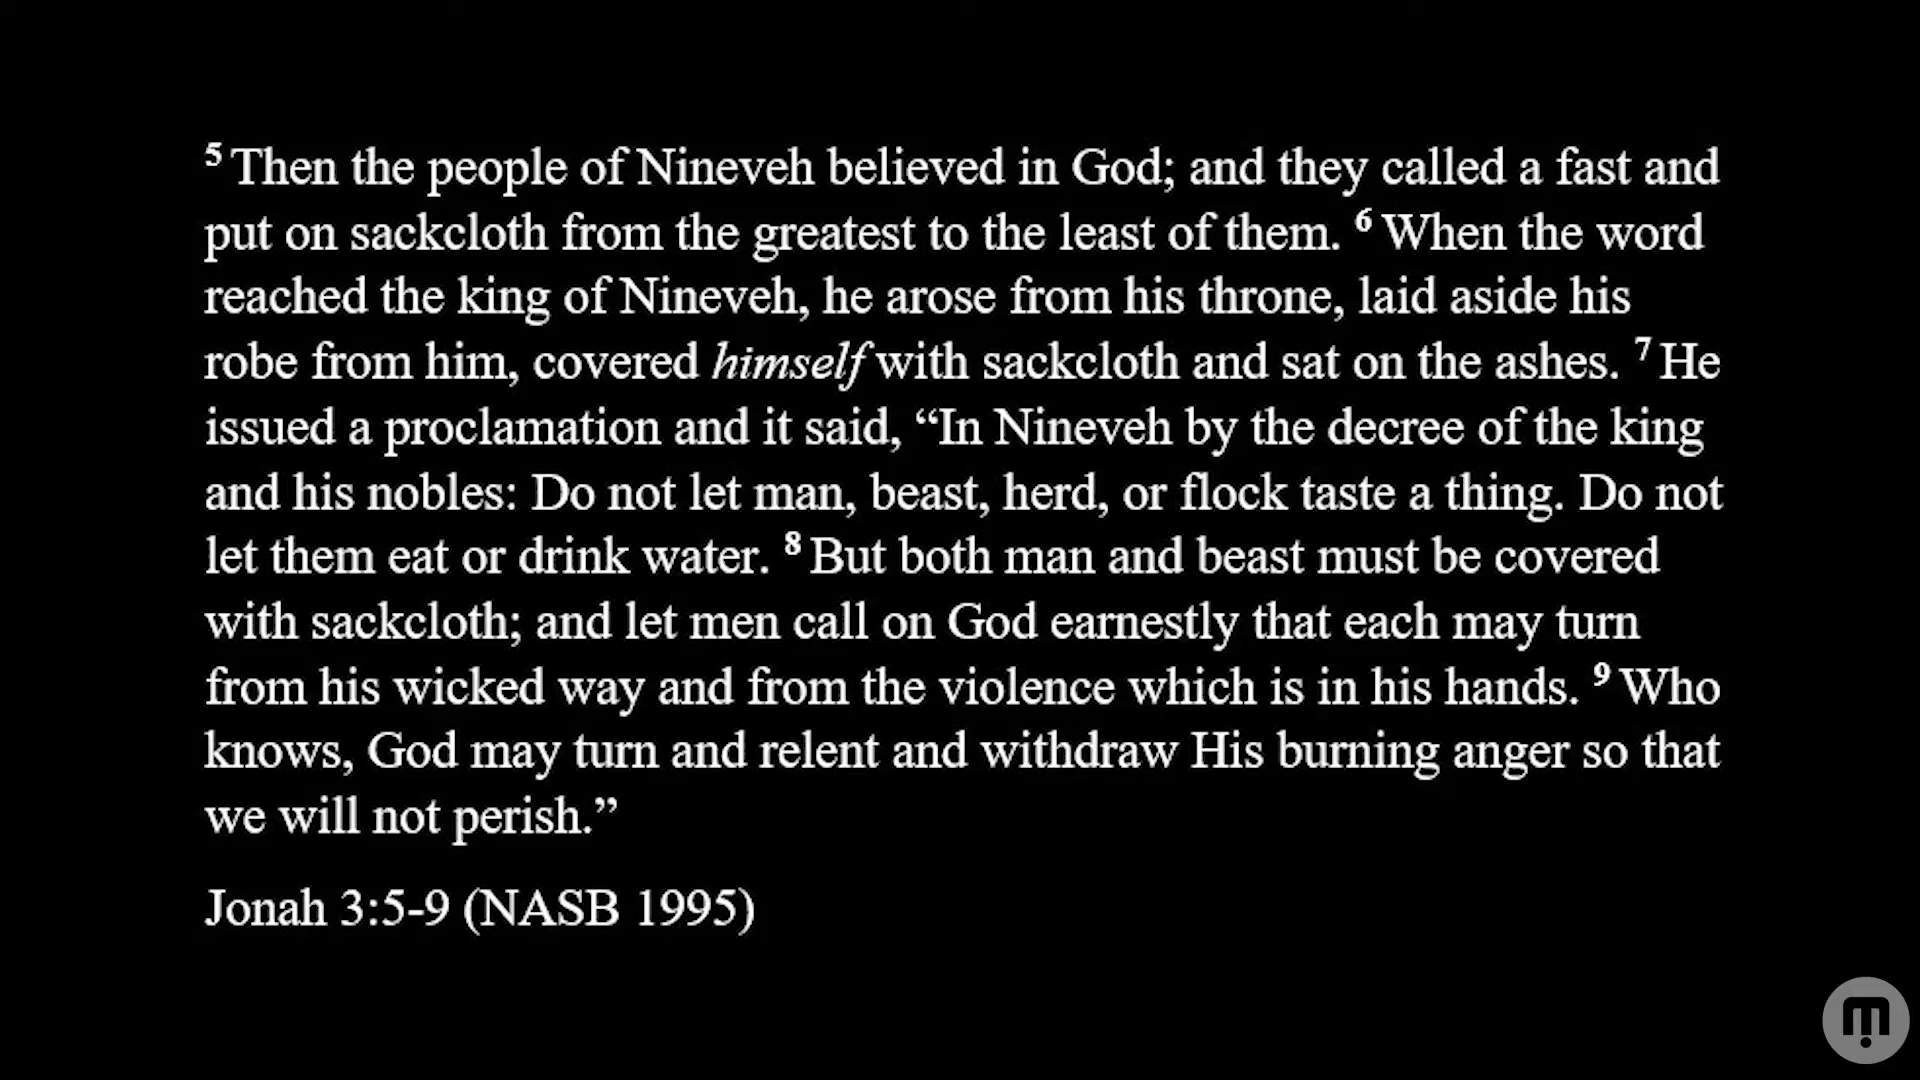 5 Then the people of Nineveh believed in God; and they called a fast and
put on sackcloth from the greatest to the least of them. 6 When the word
reached the king of Nineveh, he arose from his throne, laid aside his
robe from him, covered himself with sackcloth and sat on the ashes. 7 He
issued a proclamation and it said, “In Nineveh by the decree of the king
and his nobles: Do not let man, beast, herd, or flock taste a thing. Do not
let them eat or drink water. 8 But both man and beast must be covered
with sackcloth; and let men call on God earnestly that each may turn
from his wicked way and from the violence which is in his hands. 9 Who
knows, God may turn and relent and withdraw His burning anger so that
we will not perish.”
Jonah 3:5-9 (NASB 1995)
m